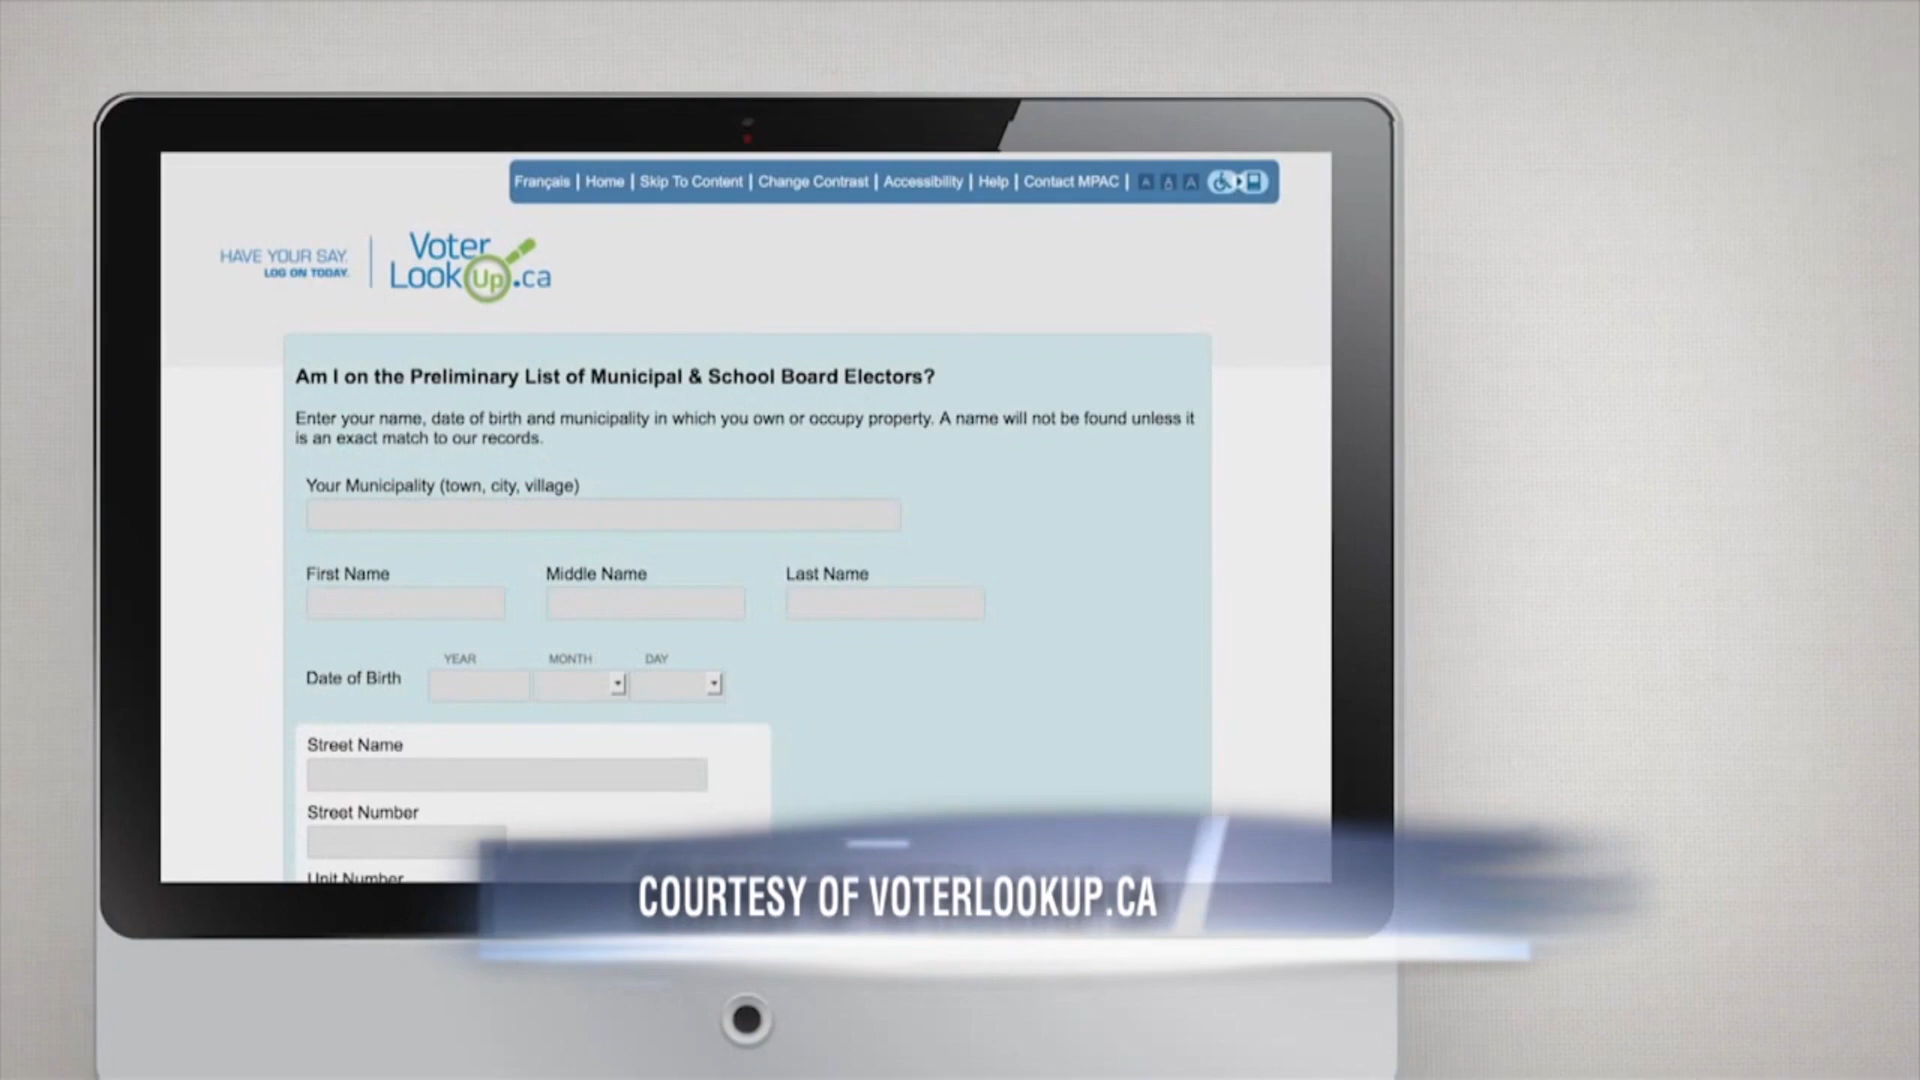 Français | Home | Skip To Content | Change Contrast | Accessibility | Help | Contact MPAC | A A A
HAVE YOUR SAY.
LOG ON TODAY.
Voter
LookUp.ca
Am I on the Preliminary List of Municipal & School Board Electors?
Enter your name, date of birth and municipality in which you own or occupy property. A name will not be found unless it
is an exact match to our records.
Your Municipality (town, city, village)
First Name Middle Name Last Name
YEAR MONTH DAY
Date of Birth
Street Name
Street Number
Unit Number
COURTESY OF VOTERLOOKUP.CA